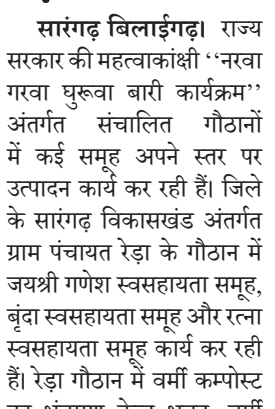 सारंगढ़ बिलाईगढ़। राज्य
सरकार की महत्वाकांक्षी ‘‘नरवा
गरवा घुरूवा बारी कार्यक्रम’’
अंतर्गत संचालित गौठानों
में कई समूह अपने स्तर पर
उत्पादन कार्य कर रही हैं। जिले
के सारंगढ़ विकासखंड अंतर्गत
ग्राम पंचायत रेड़ा के गौठान में
जयश्री गणेश स्वसहायता समूह,
बृंदा स्वसहायता समूह और रत्ना
स्वसहायता समूह कार्य कर रही
हैं। रेड़ा गौठान में वर्मी कम्पोस्ट